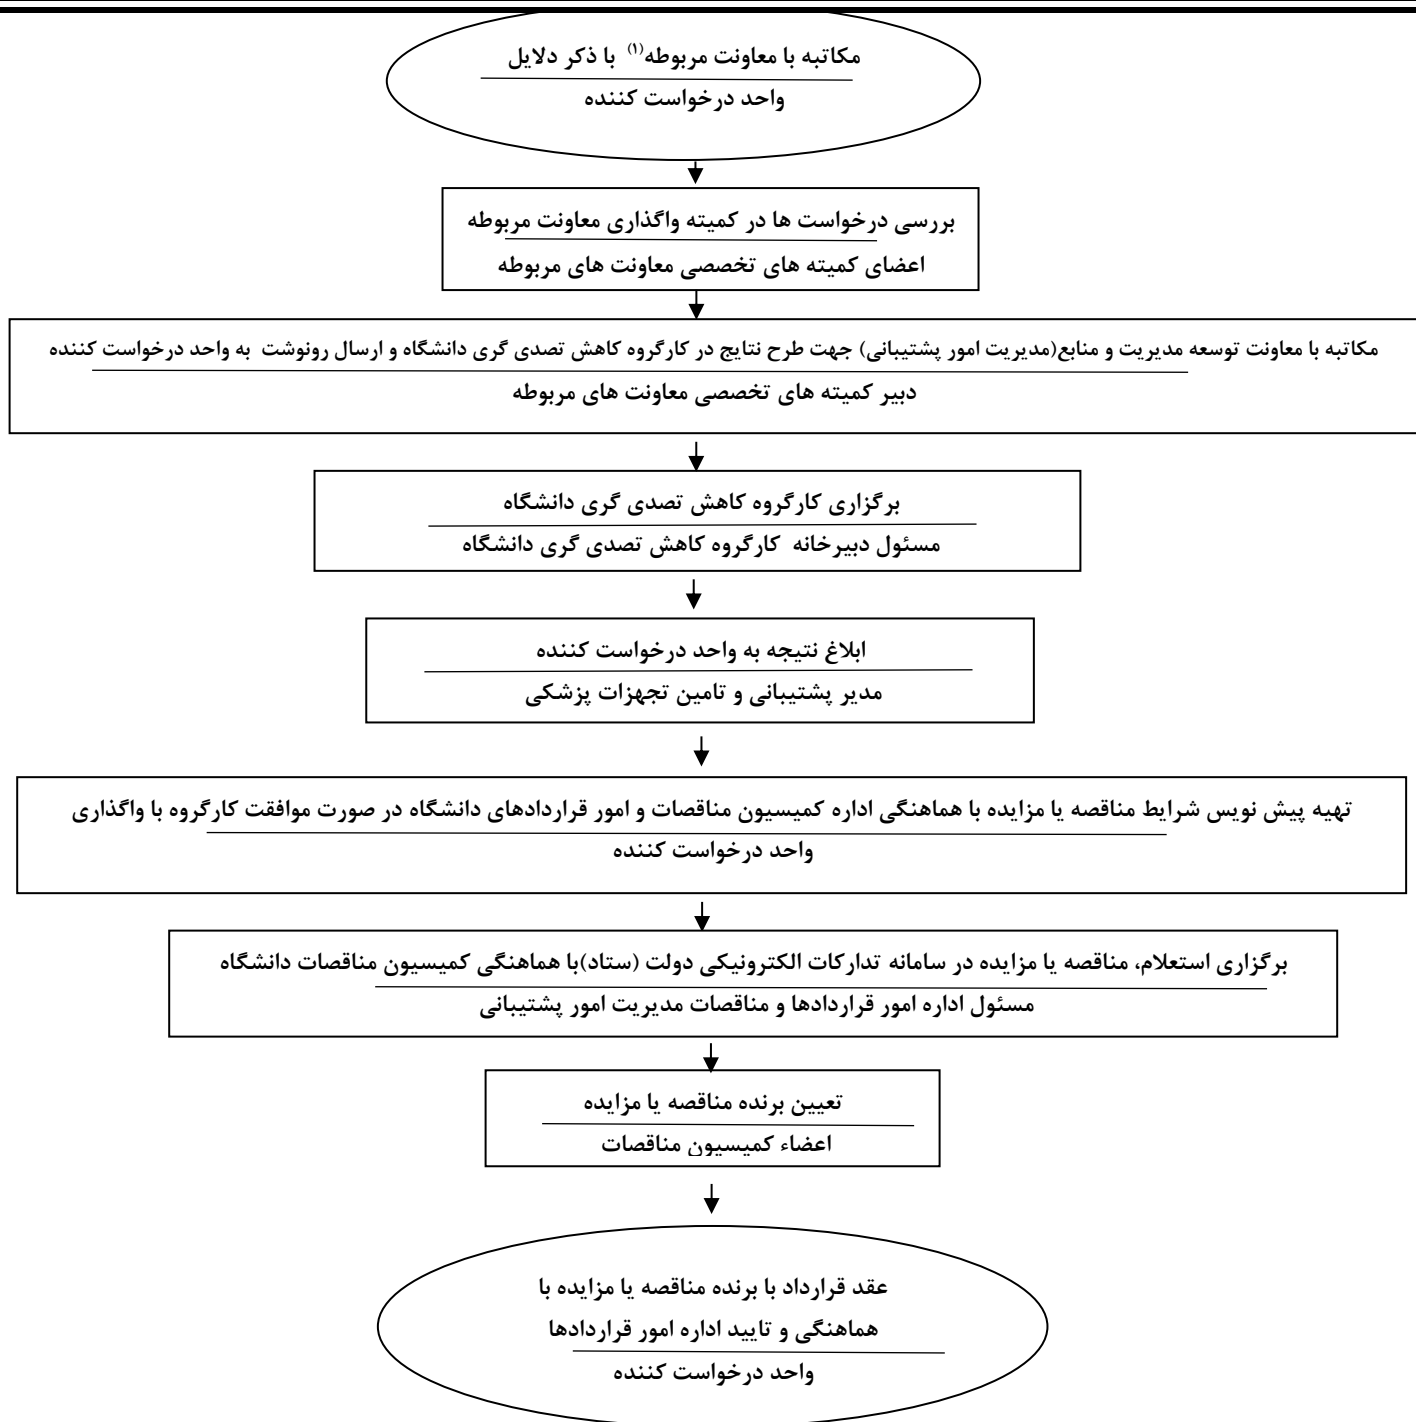 مکاتبه با معاونت مربوطه(۱) با ذکر دلایل
واحد درخواست کننده
بررسی درخواست ها در کمیته واگذاری معاونت مربوطه
اعضای کمیته های تخصصی معاونت های مربوطه
مکاتبه با معاونت توسعه مدیریت و منابع(مدیریت امور پشتیبانی) جهت طرح نتایج در کارگروه کاهش تصدی گری دانشگاه و ارسال رونوشت به واحد درخواست کننده
دبیر کمیته های تخصصی معاونت های مربوطه
برگزاری کارگروه کاهش تصدی گری دانشگاه
مسئول دبیرخانه کارگروه کاهش تصدی گری دانشگاه
ابلاغ نتیجه به واحد درخواست کننده
مدیر پشتیبانی و تامین تجهزات پزشکی
تهیه پیش نویس شرایط مناقصه یا مزایده با هماهنگی اداره کمیسیون مناقصات و امور قراردادهای دانشگاه در صورت موافقت کارگروه با واگذاری
واحد درخواست کننده
برگزاری استعلام، مناقصه یا مزایده در سامانه تدارکات الکترونیکی دولت (ستاد)با هماهنگی کمیسیون مناقصات دانشگاه
مسئول اداره امور قراردادها و مناقصات مدیریت امور پشتیبانی
تعیین برنده مناقصه یا مزایده
اعضاء کمیسیون مناقصات
عقد قرارداد با برنده مناقصه یا مزایده با
هماهنگی و تایید اداره امور قراردادها
واحد درخواست کننده